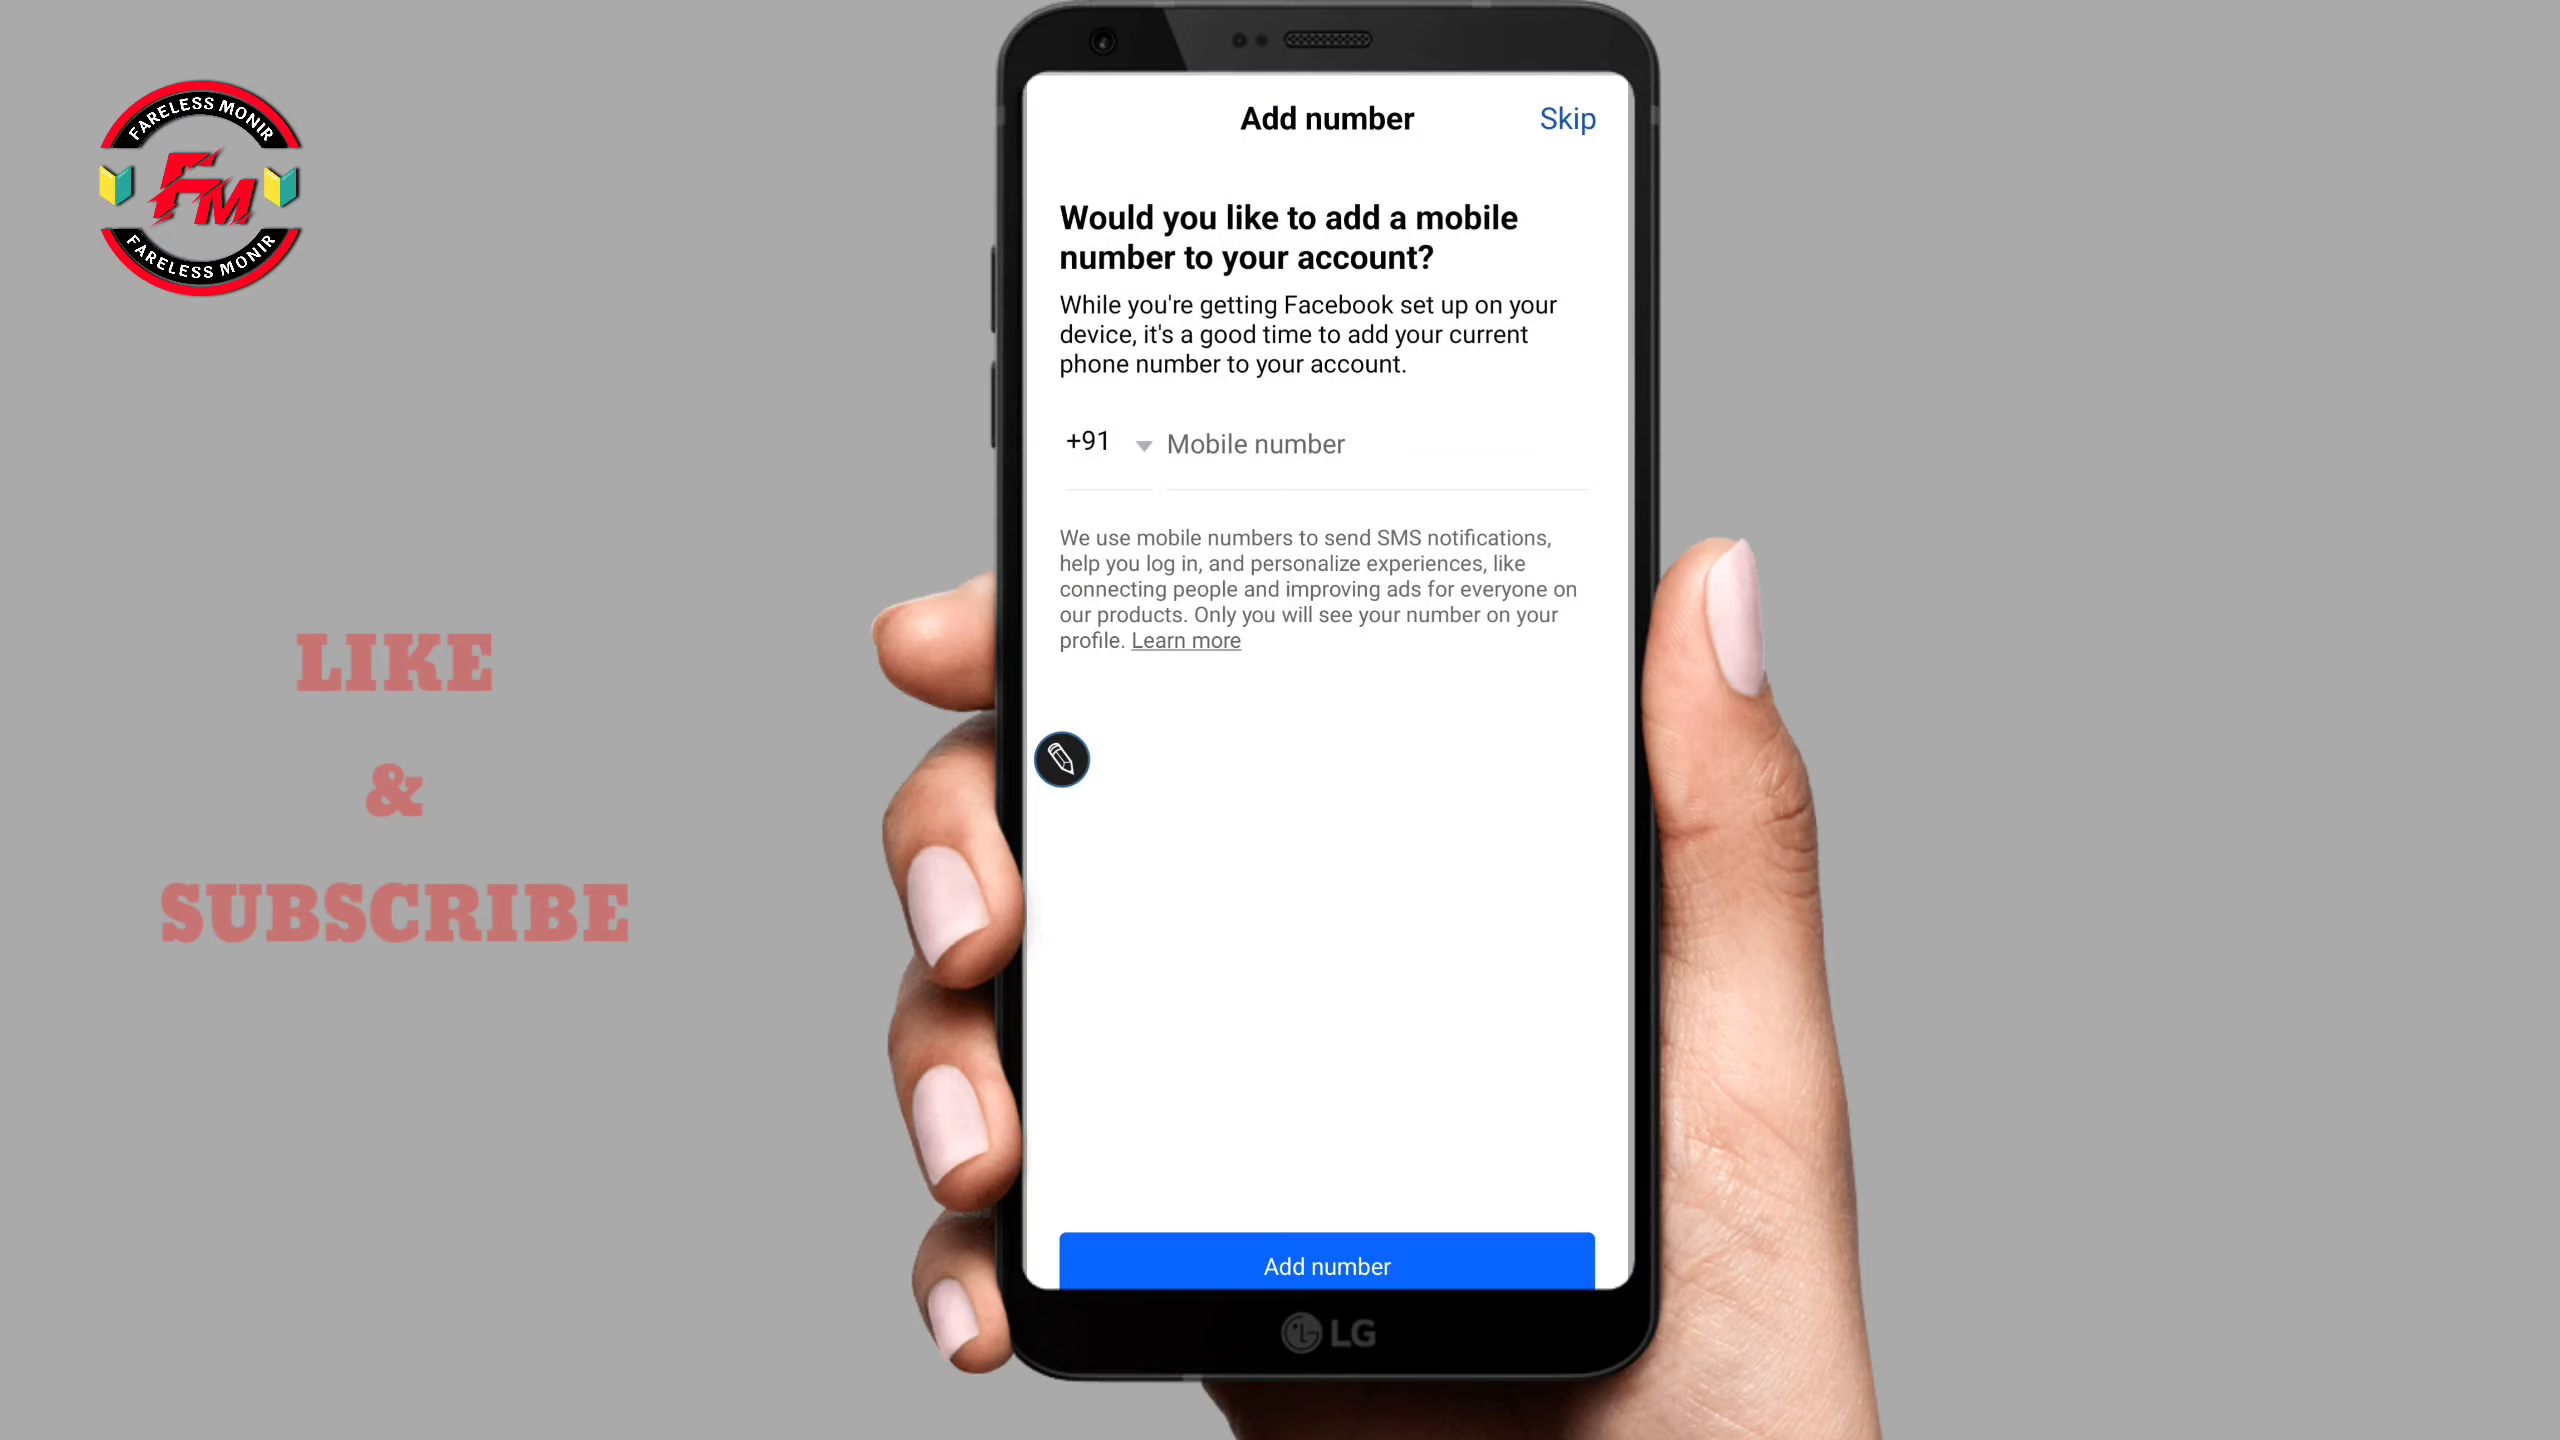 FARELESS MONIR
FM
FARELESS MONIR
LIKE
&
SUBSCRIBE
Add number
Skip
Would you like to add a mobile
number to your account?
While you're getting Facebook set up on your
device, it's a good time to add your current
phone number to your account.
+91
Mobile number
We use mobile numbers to send SMS notifications,
help you log in, and personalize experiences, like
connecting people and improving ads for everyone on
our products. Only you will see your number on your
profile. Learn more
Add number
LG